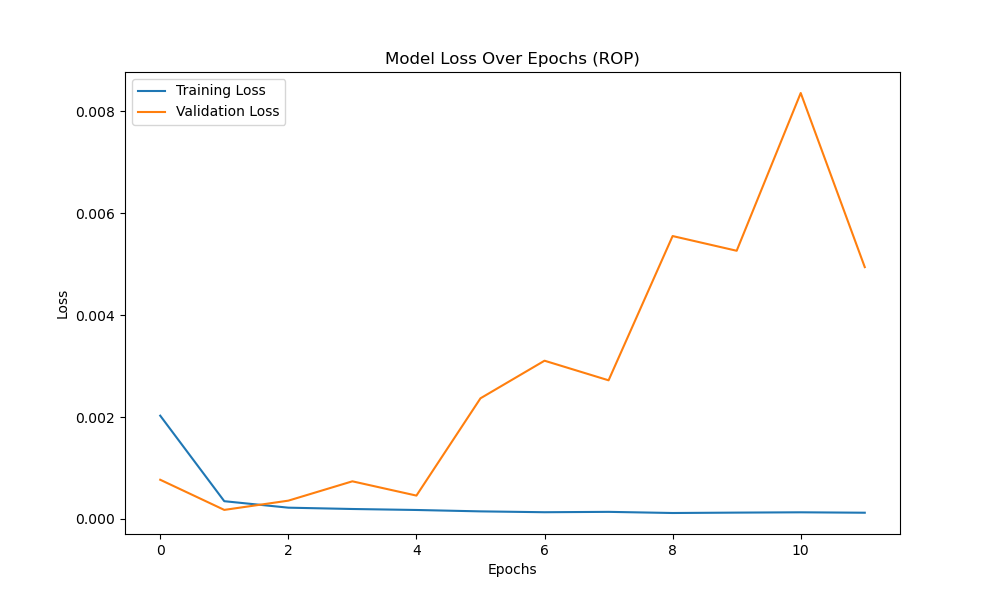 Model Loss Over Epochs (ROP)
Training Loss
Validation Loss
0.008
0.006
0.004
0.002
0.000
Loss
0 2 4 6 8 10
Epochs